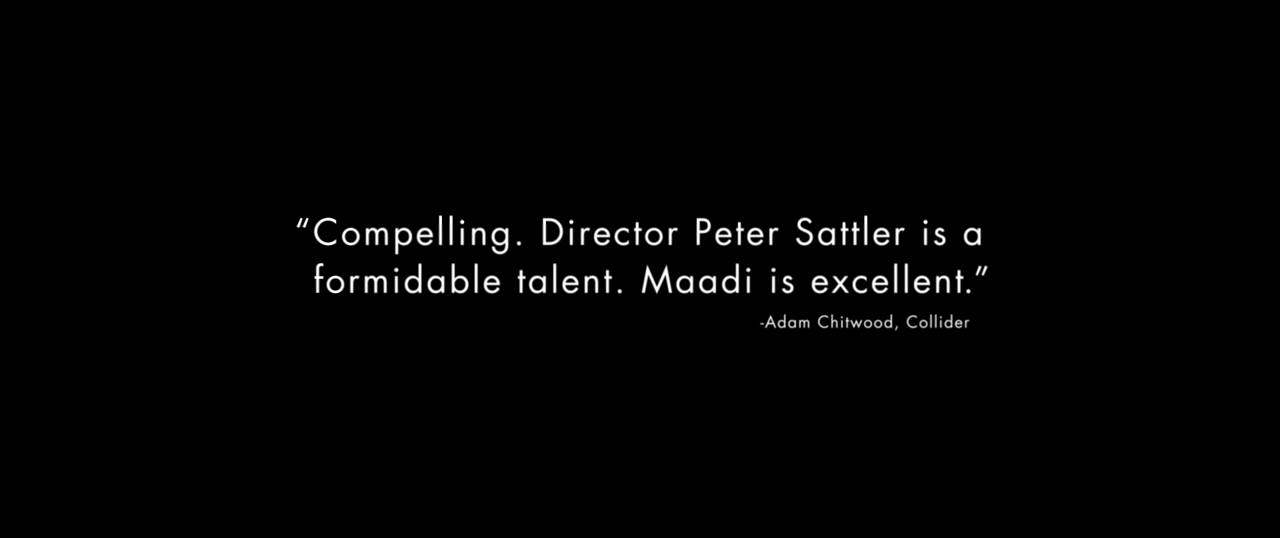 “Compelling. Director Peter Sattler is a
formidable talent. Maadi is excellent.”
-Adam Chitwood, Collider